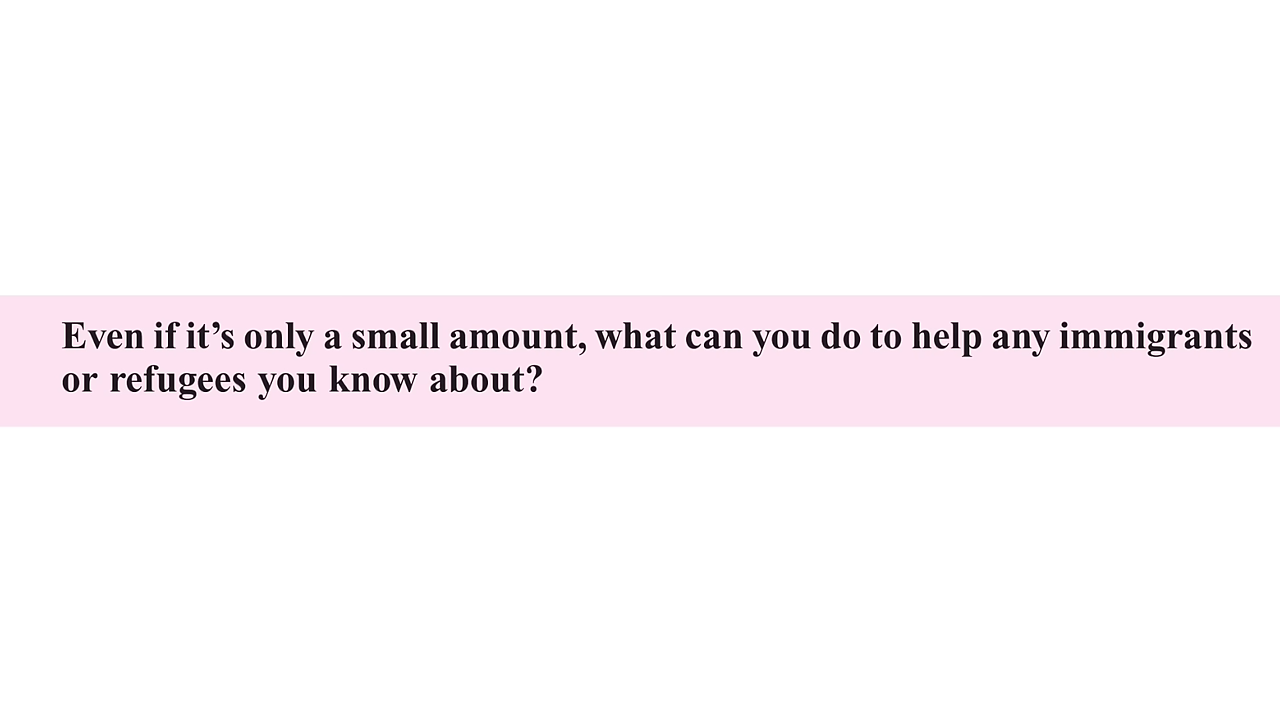 Even if it’s only a small amount, what can you do to help any immigrants
or refugees you know about?